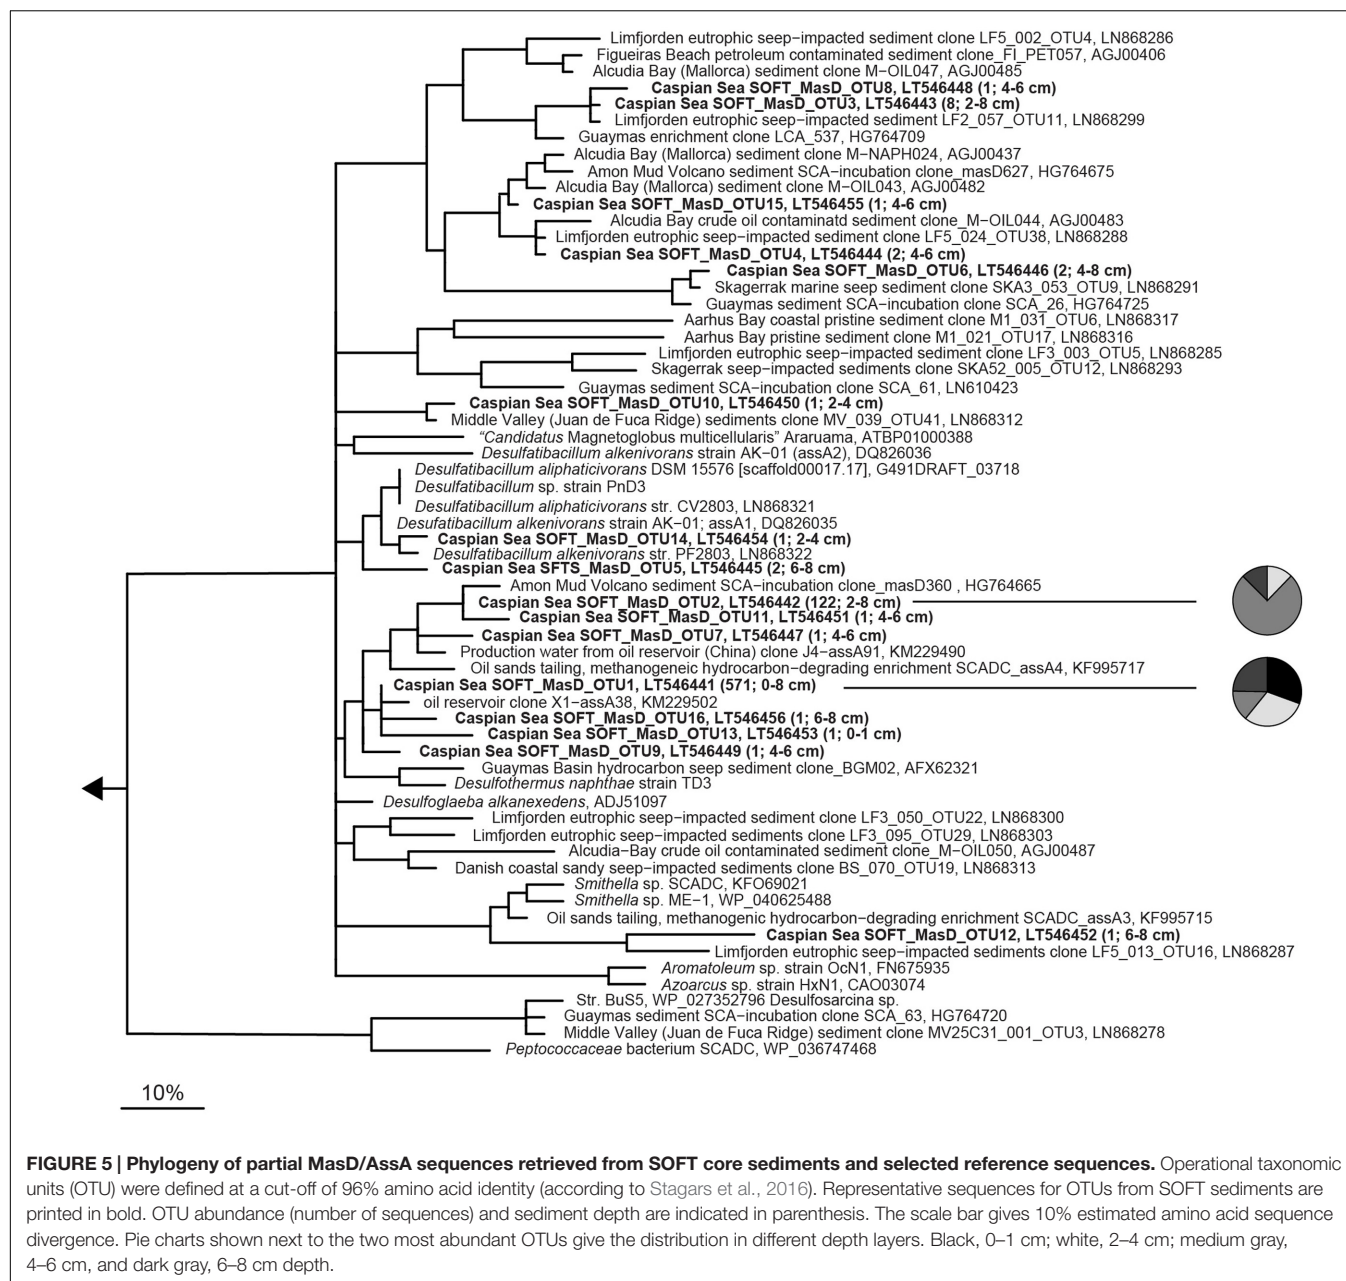 Limfjorden eutrophic seep−impacted sediment clone LF5_002_OTU4, LN868286
Figueiras Beach petroleum contaminated sediment clone_FI_PET057, AGJ00406
Alcudia Bay (Mallorca) sediment clone M−OIL047, AGJ00485
Caspian Sea SOFT_MasD_OTU8, LT546448 (1; 4-6 cm)
Caspian Sea SOFT_MasD_OTU3, LT546443 (8; 2-8 cm)
Limfjorden eutrophic seep−impacted sediment LF2_057_OTU11, LN868299
Guaymas enrichment clone LCA_537, HG764709
Alcudia Bay (Mallorca) sediment clone M−NAPH024, AGJ00437
Amon Mud Volcano sediment SCA−incubation clone_masD627, HG764675
Alcudia Bay (Mallorca) sediment clone M−OIL043, AGJ00482
Caspian Sea SOFT_MasD_OTU15, LT546455 (1; 4-6 cm)
Alcudia Bay crude oil contaminatd sediment clone_M−OIL044, AGJ00483
Limfjorden eutrophic seep−impacted sediment clone LF5_024_OTU38, LN868288
Caspian Sea SOFT_MasD_OTU4, LT546444 (2; 4-6 cm)
Caspian Sea SOFT_MasD_OTU6, LT546446 (2; 4-8 cm)
Skagerrak marine seep sediment clone SKA3_053_OTU9, LN868291
Guaymas sediment SCA−incubation clone SCA_26, HG764725
Aarhus Bay coastal pristine sediment clone M1_031_OTU6, LN868317
Aarhus Bay pristine sediment clone M1_021_OTU17, LN868316
Limfjorden eutrophic seep−impacted sediment clone LF3_003_OTU5, LN868285
Skagerrak seep−impacted sediments clone SKA52_005_OTU12, LN868293
Guaymas sediment SCA−incubation clone SCA_61, LN610423
Caspian Sea SOFT_MasD_OTU10, LT546450 (1; 2-4 cm)
Middle Valley (Juan de Fuca Ridge) sediments clone MV_039_OTU41, LN868312
“Candidatus Magnetoglobus multicellularis” Araruama, ATBP01000388
Desulfatibacillum alkenivorans strain AK−01 (assA2), DQ826036
Desulfatibacillum aliphaticivorans DSM 15576 [scaffold00017.17], G491DRAFT_03718
Desulfatibacillum sp. strain PnD3
Desulfatibacillum aliphaticivorans str. CV2803, LN868321
Desufatibacillum alkenivorans strain AK−01; assA1, DQ826035
Caspian Sea SOFT_MasD_OTU14, LT546454 (1; 2-4 cm)
Desulfatibacillum alkenivorans str. PF2803, LN868322
Caspian Sea SFTS_MasD_OTU5, LT546445 (2; 6-8 cm)
Amon Mud Volcano sediment SCA−incubation clone_masD360 , HG764665
Caspian Sea SOFT_MasD_OTU2, LT546442 (122; 2-8 cm)
Caspian Sea SOFT_MasD_OTU11, LT546451 (1; 4-6 cm)
Caspian Sea SOFT_MasD_OTU7, LT546447 (1; 4-6 cm)
Production water from oil reservoir (China) clone J4−assA91, KM229490
Oil sands tailing, methanogeneic hydrocarbon−degrading enrichment SCADC_assA4, KF995717
Caspian Sea SOFT_MasD_OTU1, LT546441 (571; 0-8 cm)
oil reservoir clone X1−assA38, KM229502
Caspian Sea SOFT_MasD_OTU16, LT546456 (1; 6-8 cm)
Caspian Sea SOFT_MasD_OTU13, LT546453 (1; 0-1 cm)
Caspian Sea SOFT_MasD_OTU9, LT546449 (1; 4-6 cm)
Guaymas Basin hydrocarbon seep sediment clone_BGM02, AFX62321
Desulfothermus naphthae strain TD3
Desulfoglaeba alkanexedens, ADJ51097
Limfjorden eutrophic seep−impacted sediment clone LF3_050_OTU22, LN868300
Limfjorden eutrophic seep−impacted sediments clone LF3_095_OTU29, LN868303
Alcudia−Bay crude oil contaminated sediment clone_M−OIL050, AGJ00487
Danish coastal sandy seep−impacted sediments clone BS_070_OTU19, LN868313
Smithella sp. SCADC, KFO69021
Smithella sp. ME−1, WP_040625488
Oil sands tailing, methanogenic hydrocarbon−degrading enrichment SCADC_assA3, KF995715
Caspian Sea SOFT_MasD_OTU12, LT546452 (1; 6-8 cm)
Limfjorden eutrophic seep−impacted sediments clone LF5_013_OTU16, LN868287
Aromatoleum sp. strain OcN1, FN675935
Azoarcus sp. strain HxN1, CAO03074
Str. BuS5, WP_027352796 Desulfosarcina sp.
Guaymas sediment SCA−incubation clone SCA_63, HG764720
Middle Valley (Juan de Fuca Ridge) sediment clone MV25C31_001_OTU3, LN868278
Peptococcaceae bacterium SCADC, WP_036747468
10%
FIGURE 5 | Phylogeny of partial MasD/AssA sequences retrieved from SOFT core sediments and selected reference sequences. Operational taxonomic
units (OTU) were defined at a cut-off of 96% amino acid identity (according to Stagars et al., 2016). Representative sequences for OTUs from SOFT sediments are
printed in bold. OTU abundance (number of sequences) and sediment depth are indicated in parenthesis. The scale bar gives 10% estimated amino acid sequence
divergence. Pie charts shown next to the two most abundant OTUs give the distribution in different depth layers. Black, 0–1 cm; white, 2–4 cm; medium gray,
4–6 cm, and dark gray, 6–8 cm depth.